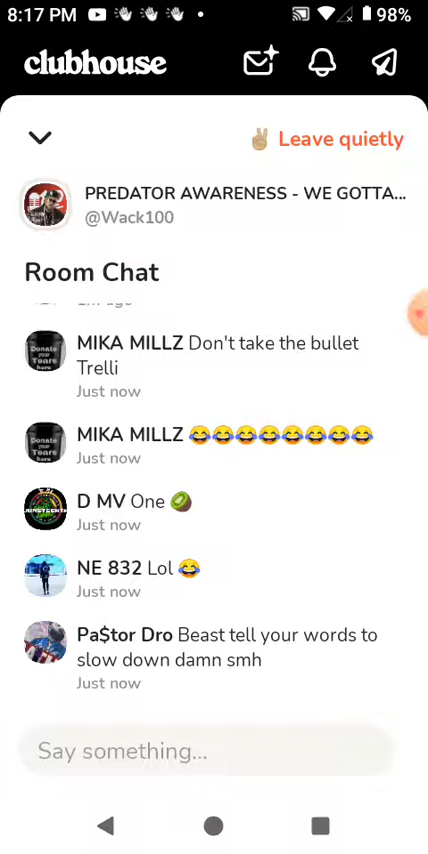 8:17 PM 98%
clubhouse
Leave quietly
PREDATOR AWARENESS - WE GOTTA...
@Wack100
Room Chat
MIKA MILLZ Don't take the bullet
Trelli
Just now
MIKA MILLZ 😂😂😂😂😂😂😂😂
Just now
D MV One 🥝
Just now
NE 832 Lol 😂
Just now
Pa$tor Dro Beast tell your words to
slow down damn smh
Just now
Say something...